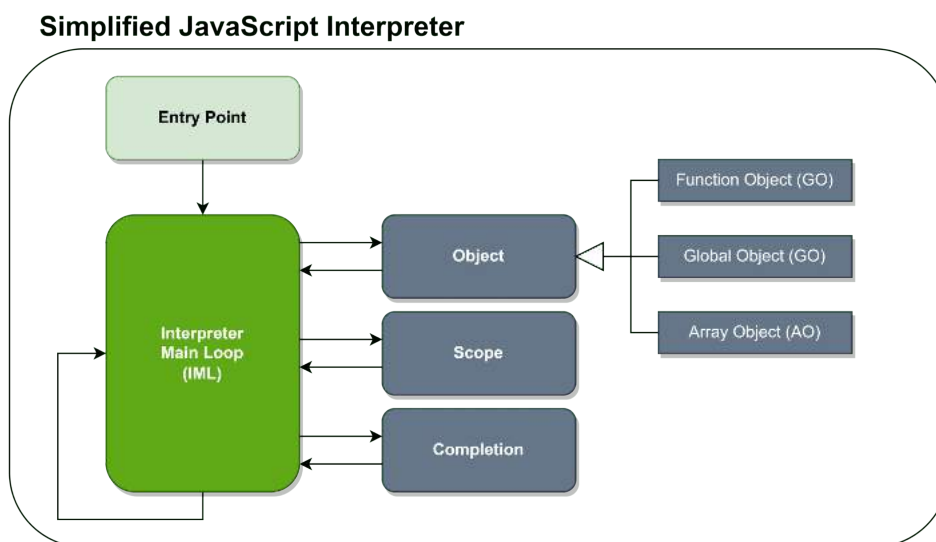 Simplified JavaScript Interpreter
Entry Point
Function Object (GO)
Object
Global Object (GO)
Array Object (AO)
Interpreter
Main Loop
(IML)
Scope
Completion